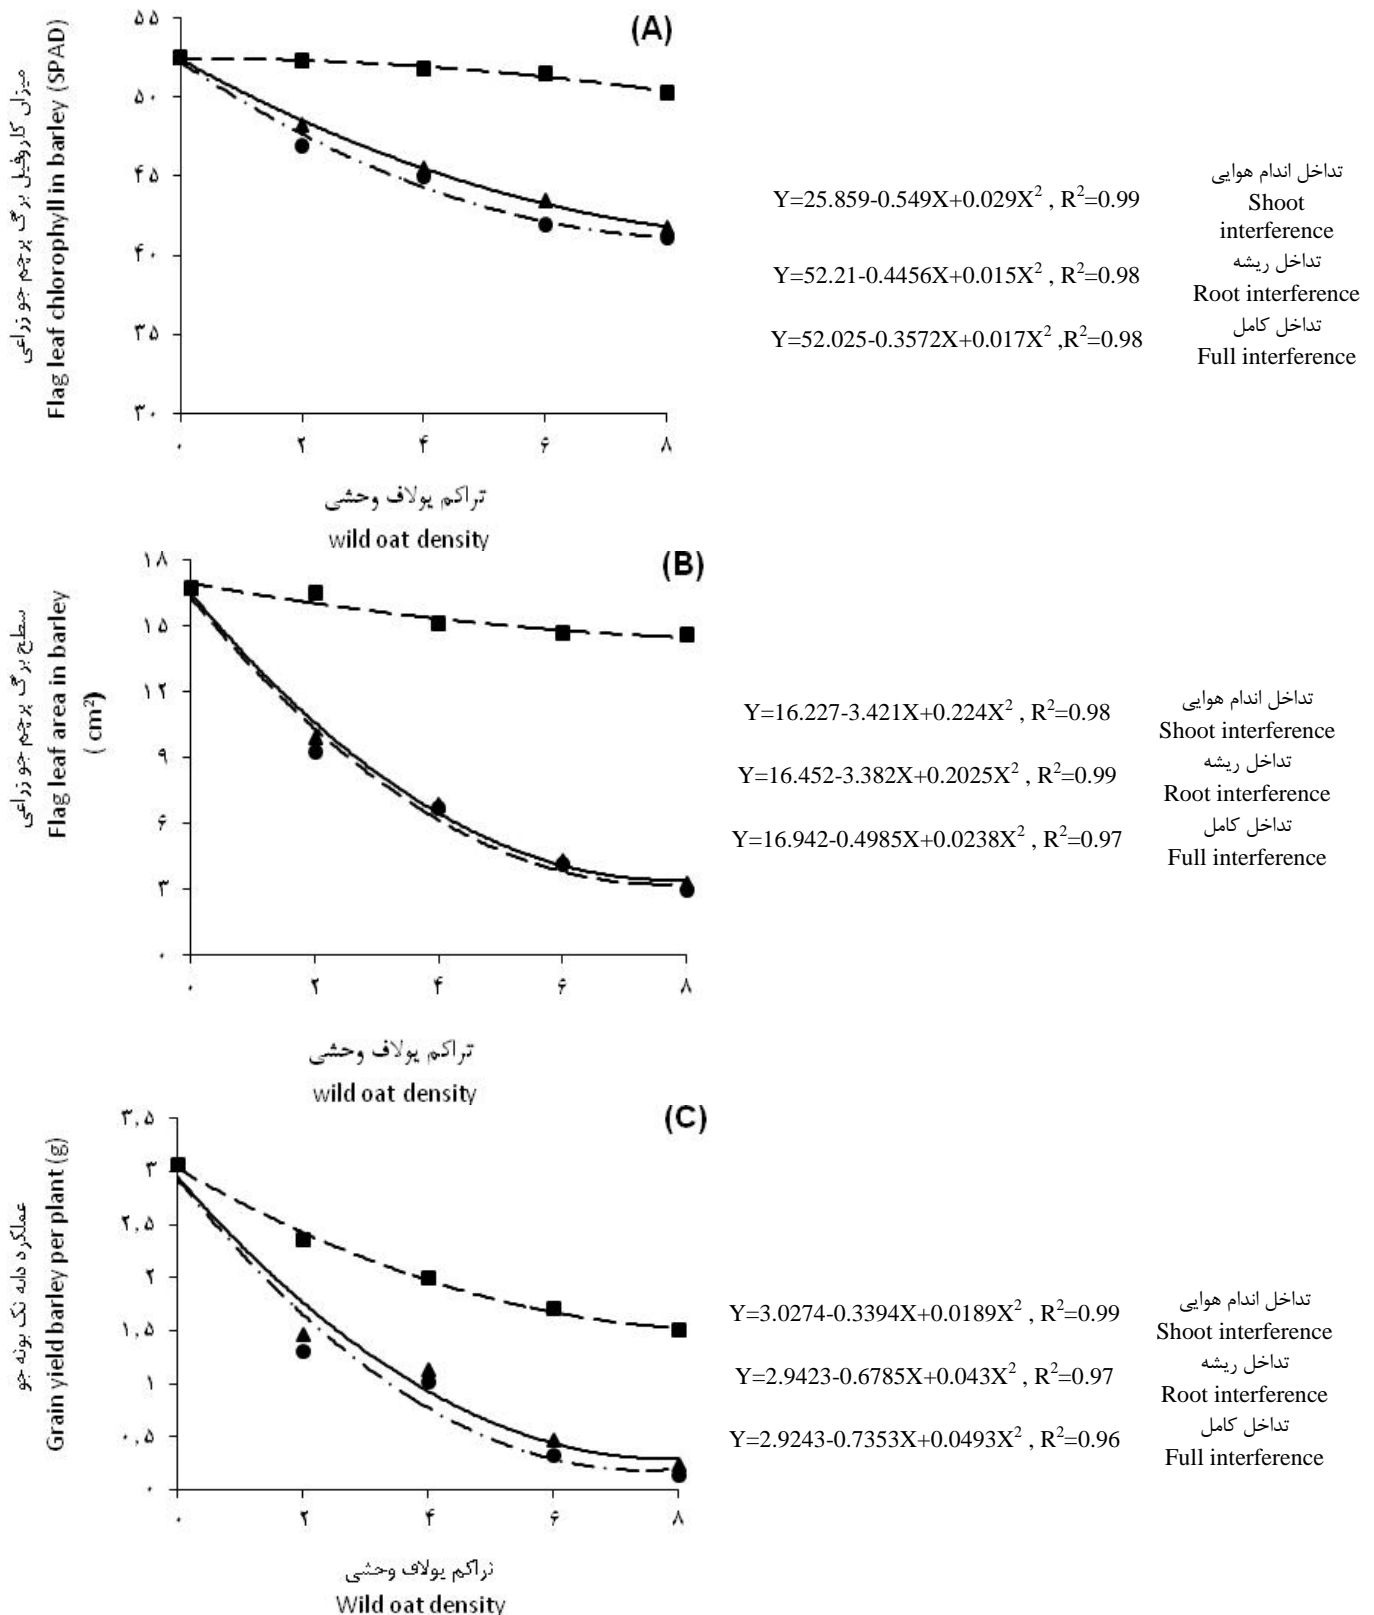 (A)
۵۵
۵۰
۴۵
۴۰
۳۵
۳۰
میزان کاروفیل برگ پرچم جو زراعی
Flag leaf chlorophyll in barley (SPAD)
۰ ۲ ۴ ۶ ۸
تراکم یولاف وحشی
wild oat density
Y=25.859-0.549X+0.029X², R²=0.99
تداخل اندام هوایی
Shoot
interference
Y=52.21-0.4456X+0.015X², R²=0.98
تداخل ریشه
Root interference
Y=52.025-0.3572X+0.017X² ,R²=0.98
تداخل کامل
Full interference
(B)
۱۸
۱۵
۱۲
۹
۶
۳
۰
سطح برگ پرچم جو زراعی
Flag leaf area in barley
( cm²)
۰ ۲ ۴ ۶ ۸
تراکم یولاف وحشی
wild oat density
Y=16.227-3.421X+0.224X² , R²=0.98
تداخل اندام هوایی
Shoot interference
Y=16.452-3.382X+0.2025X² , R²=0.99
تداخل ریشه
Root interference
Y=16.942-0.4985X+0.0238X² , R²=0.97
تداخل کامل
Full interference
(C)
۳,۵
۳
۲,۵
۲
۱,۵
۱
۰,۵
۰
عملکرد دانه تک بوته جو
Grain yield barley per plant (g)
۰ ۲ ۴ ۶ ۸
تراکم یولاف وحشی
Wild oat density
Y=3.0274-0.3394X+0.0189X² , R²=0.99
تداخل اندام هوایی
Shoot interference
Y=2.9423-0.6785X+0.043X² , R²=0.97
تداخل ریشه
Root interference
Y=2.9243-0.7353X+0.0493X² , R²=0.96
تداخل کامل
Full interference